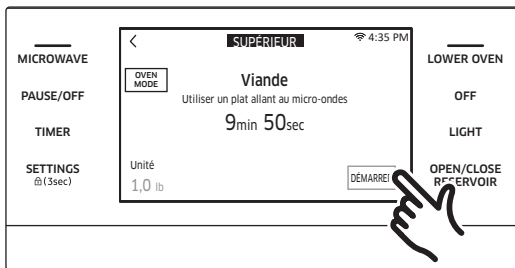 MICROWAVE
PAUSE/OFF
TIMER
SETTINGS
(3sec)
SUPÉRIEUR
4:35 PM
OVEN
MODE
Viande
Utiliser un plat allant au micro-ondes
9min 50sec
Unité
1,0 lb
LOWER OVEN
OFF
LIGHT
OPEN/CLOSE
RESERVOIR